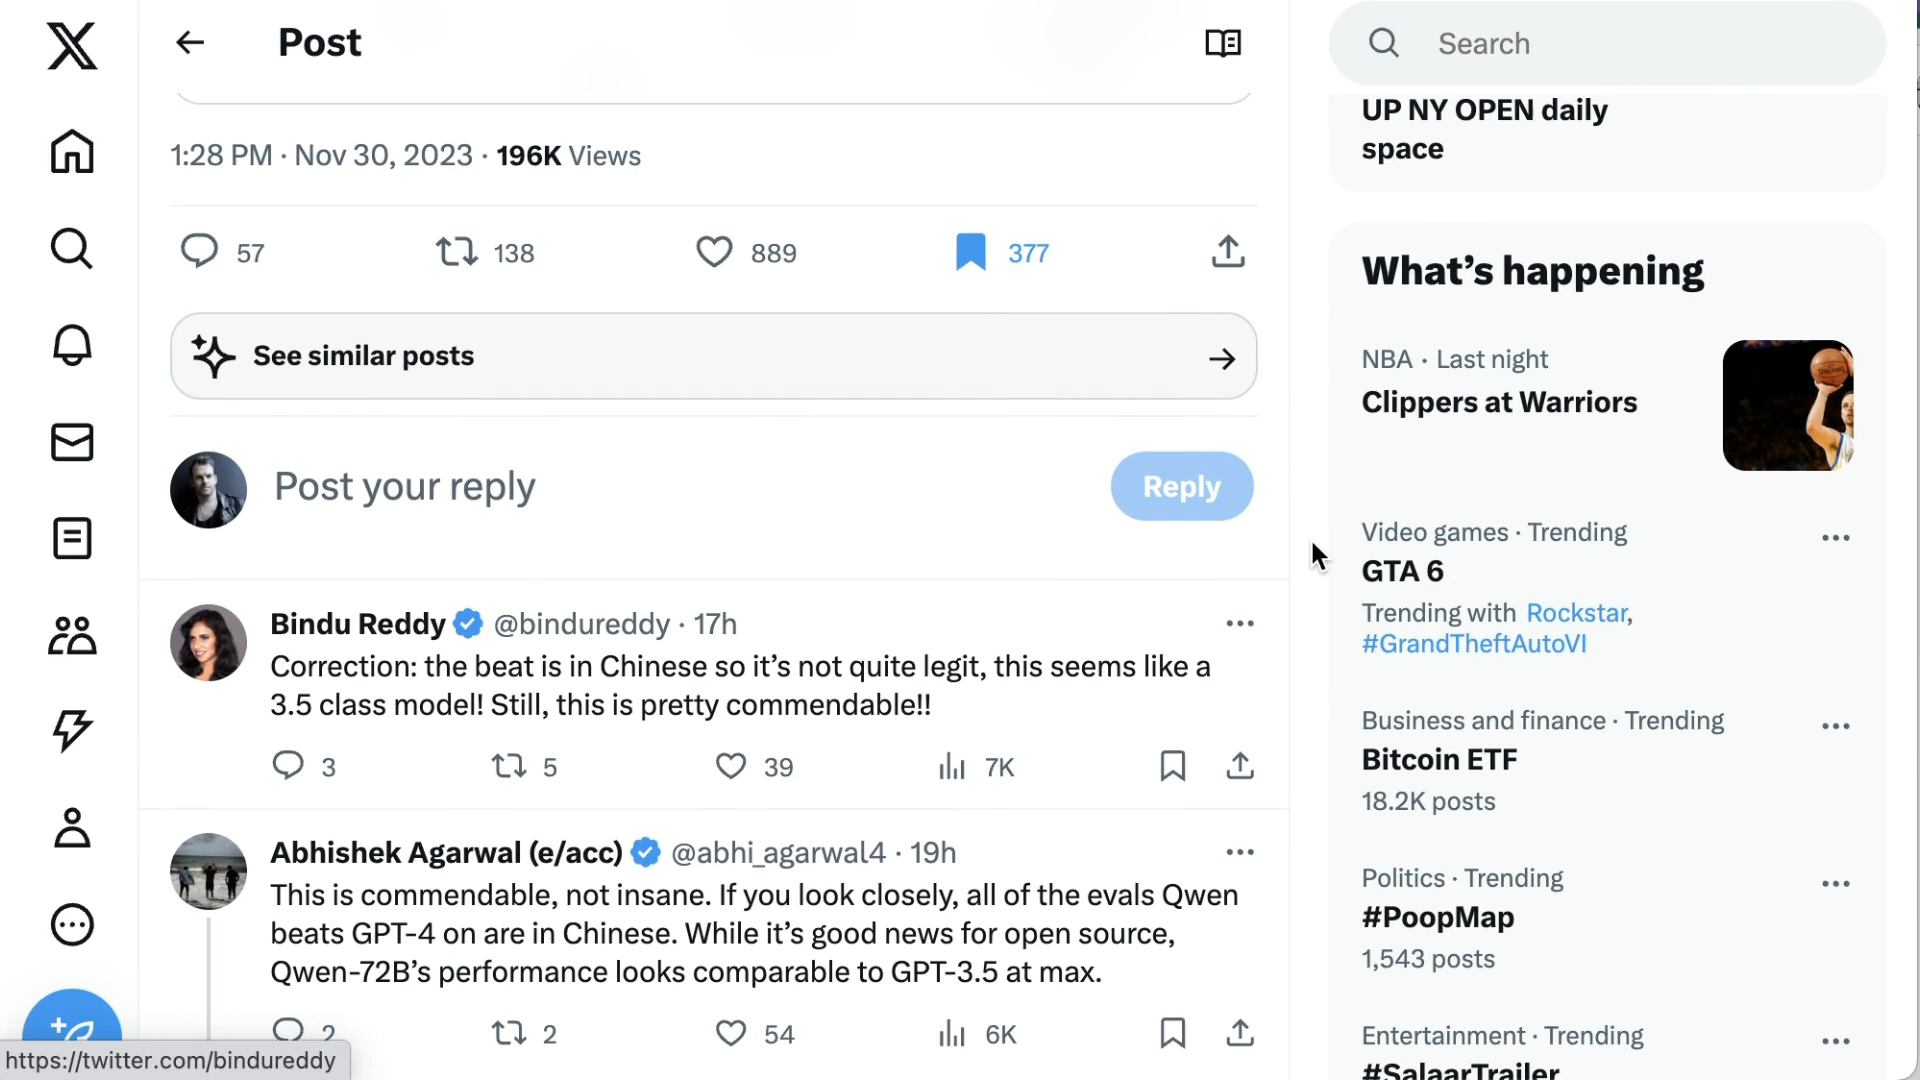 Post
1:28 PM · Nov 30, 2023 · 196K Views
57 138 889 377
See similar posts
Post your reply
Reply
Bindu Reddy @bindureddy · 17h
Correction: the beat is in Chinese so it’s not quite legit, this seems like a
3.5 class model! Still, this is pretty commendable!!
3 5 39 7K
Abhishek Agarwal (e/acc) @abhi_agarwal4 · 19h
This is commendable, not insane. If you look closely, all of the evals Qwen
beats GPT-4 on are in Chinese. While it’s good news for open source,
Qwen-72B’s performance looks comparable to GPT-3.5 at max.
2 2 54 6K
https://twitter.com/bindureddy
Search
UP NY OPEN daily
space
What’s happening
NBA · Last night
Clippers at Warriors
Video games · Trending
GTA 6
Trending with Rockstar,
#GrandTheftAutoVI
Business and finance · Trending
Bitcoin ETF
18.2K posts
Politics · Trending
#PoopMap
1,543 posts
Entertainment · Trending
#SalaarTrailer